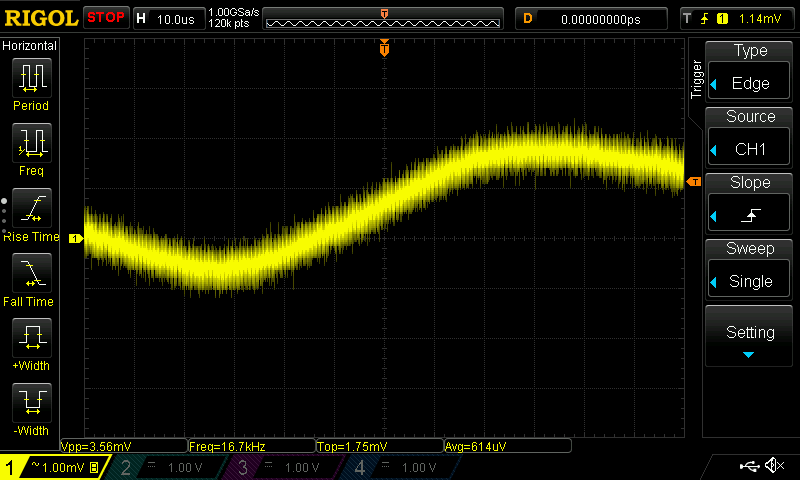 RIGOL STOP H 10.0us 1.00GSa/s 120k pts T D 0.00000000ps T 1 1.14mV
Horizontal
Period
Freq
Rise Time
Fall Time
+Width
-Width
T
1
T
Trigger
Type
Edge
Source
CH1
Slope
Sweep
Single
Setting
Vpp=3.56mV Freq=16.7kHz Top=1.75mV Avg=614uV
1 ~ 1.00mV B 2 1.00 V 3 1.00 V 4 1.00 V